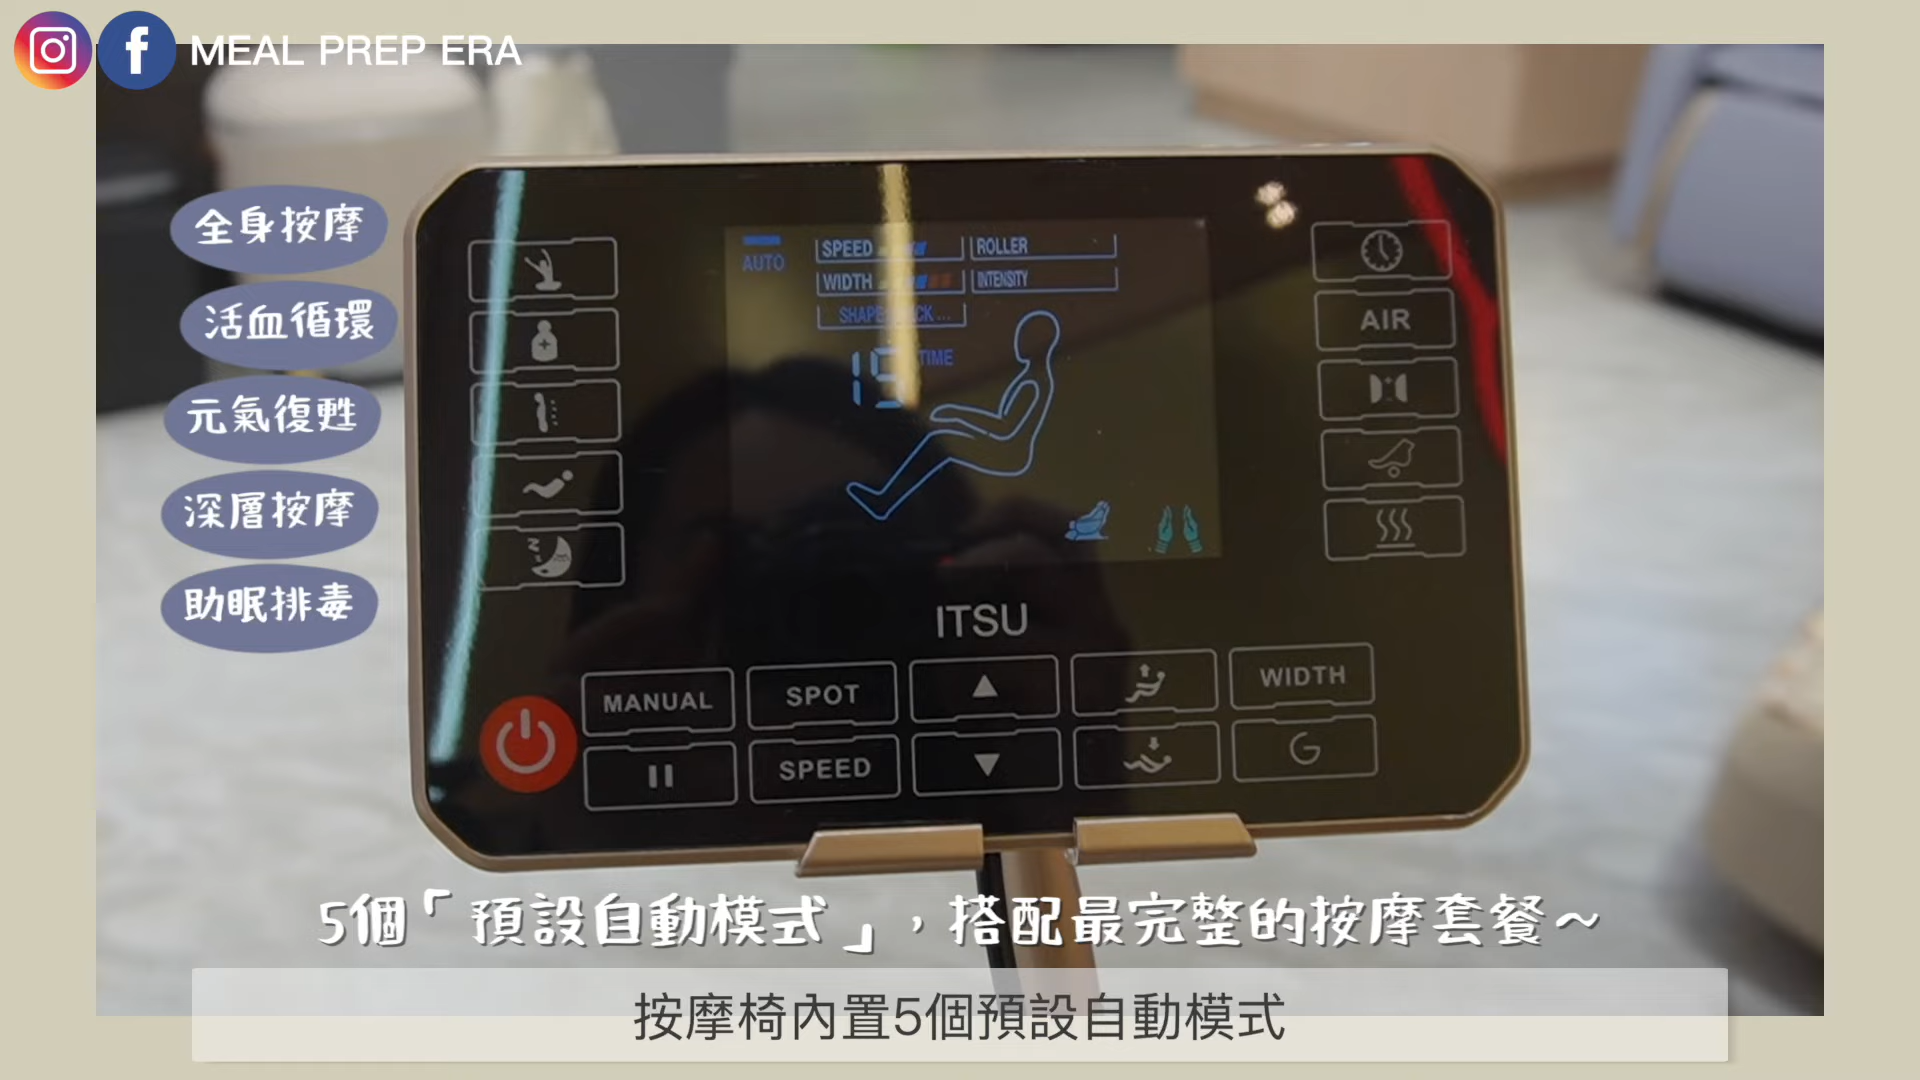 MEAL PREP ERA
全身按摩
活血循環
元氣復甦
深層按摩
助眠排毒
AUTO
SPEED
ROLLER
WIDTH
INTENSITY
15
TIME
AIR
ITSU
MANUAL
SPOT
WIDTH
SPEED
5個「預設自動模式」，搭配最完整的按摩套餐～
按摩椅內置5個預設自動模式